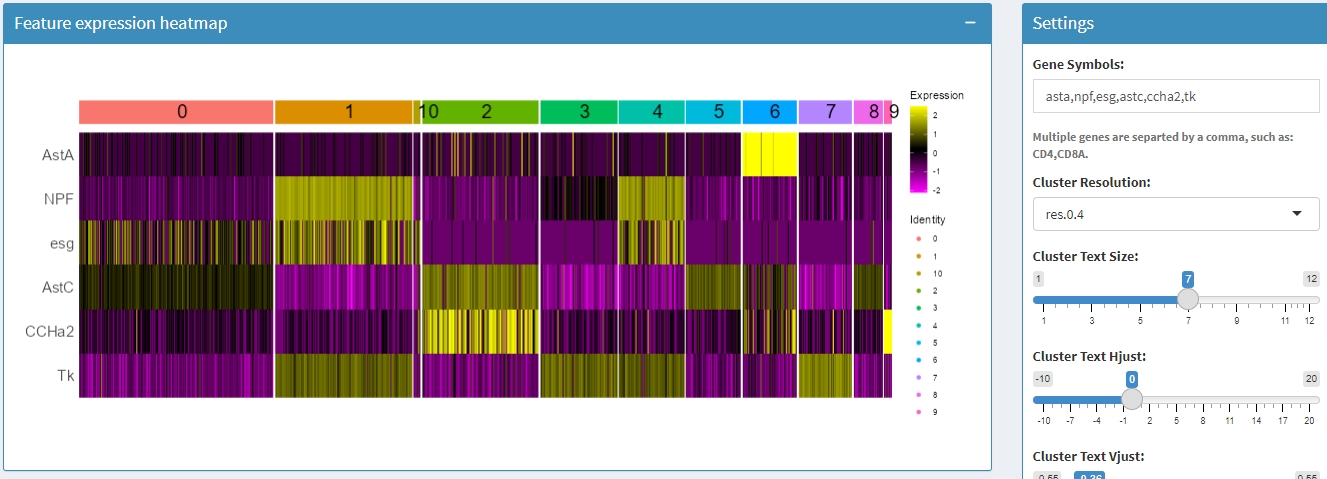 Feature expression heatmap
−
0 1 10 2 3 4 5 6 7 8 9
AstA
NPF
esg
AstC
CCHa2
Tk
Expression
2
1
0
-1
-2
Identity
0
1
10
2
3
4
5
6
7
8
9
Settings
Gene Symbols:
asta,npf,esg,astc,ccha2,tk
Multiple genes are separted by a comma, such as:
CD4,CD8A.
Cluster Resolution:
res.0.4
Cluster Text Size:
1 7 12
1 3 5 7 9 11 12
Cluster Text Hjust:
-10 0 20
-10 -7 -4 -1 2 5 8 11 14 17 20
Cluster Text Vjust: